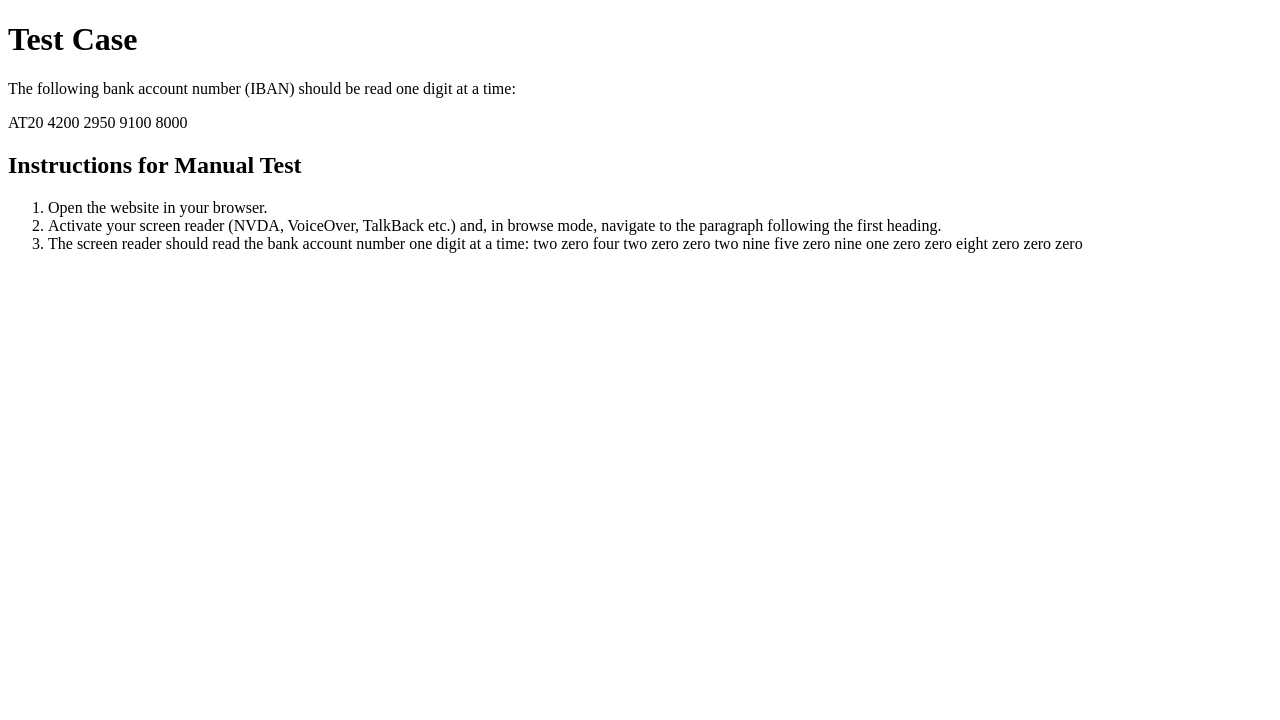 Test Case
The following bank account number (IBAN) should be read one digit at a time:
AT20 4200 2950 9100 8000
Instructions for Manual Test
1. Open the website in your browser.
2. Activate your screen reader (NVDA, VoiceOver, TalkBack etc.) and, in browse mode, navigate to the paragraph following the first heading.
3. The screen reader should read the bank account number one digit at a time: two zero four two zero zero two nine five zero nine one zero zero eight zero zero zero